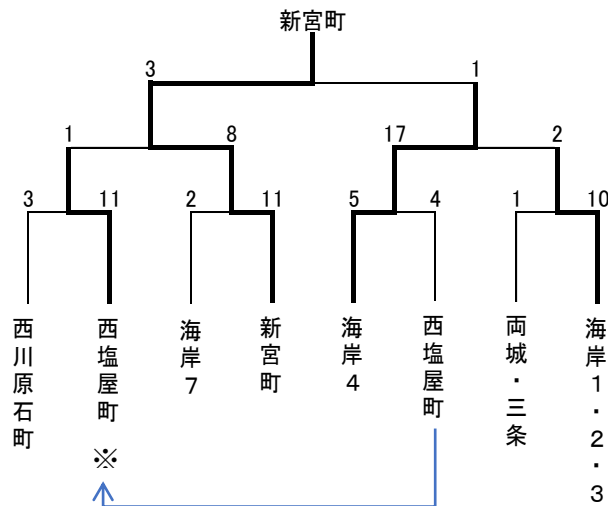 新宮町
3 1
1 8 17 2
3 11 2 11 5 4 1 10
西川原石町
西塩屋町
※
海岸7
新宮町
海岸4
西塩屋町
両城・三条
海岸1・2・3